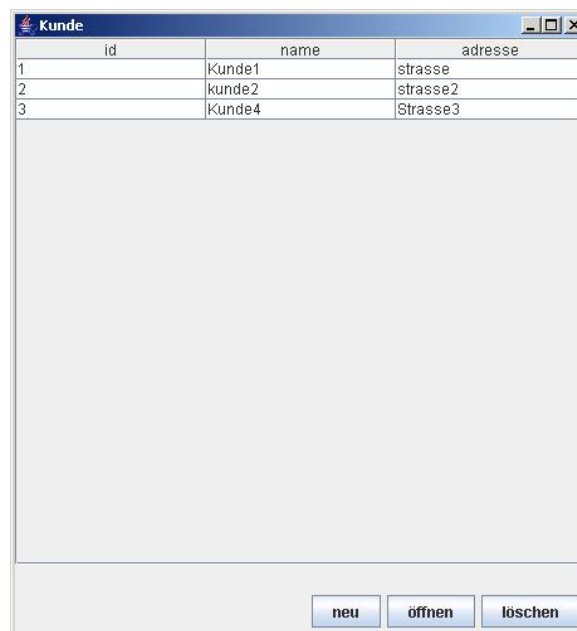 Kunde
id name adresse
1 Kunde1 strasse
2 kunde2 strasse2
3 Kunde4 Strasse3
neu öffnen löschen